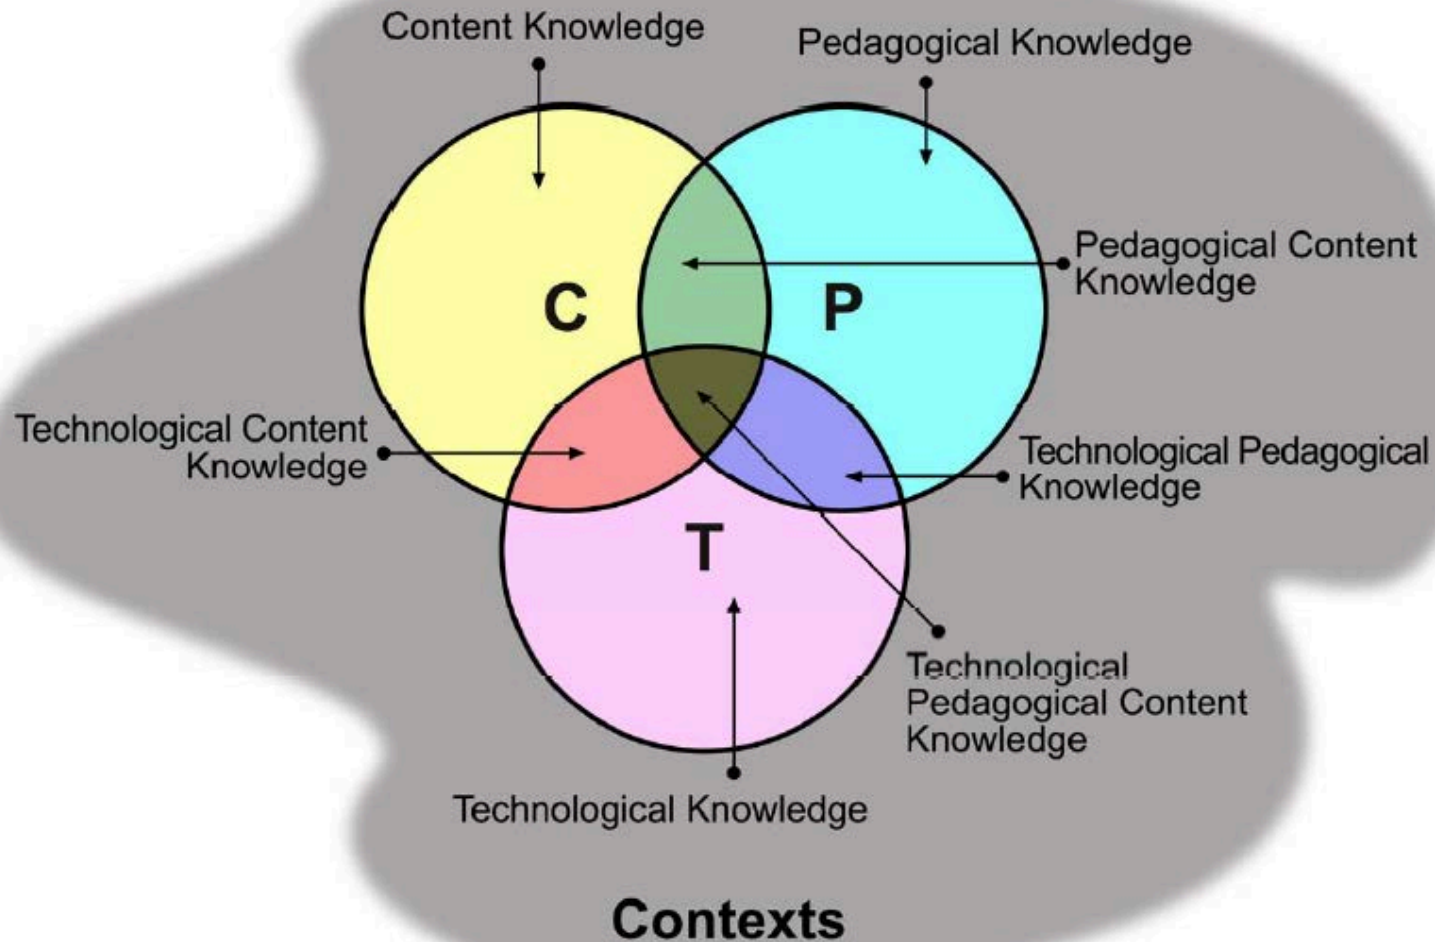 Content Knowledge
Pedagogical Knowledge
Pedagogical Content
Knowledge
C
P
Technological Content
Knowledge
Technological Pedagogical
Knowledge
T
Technological
Pedagogical Content
Knowledge
Technological Knowledge
Contexts